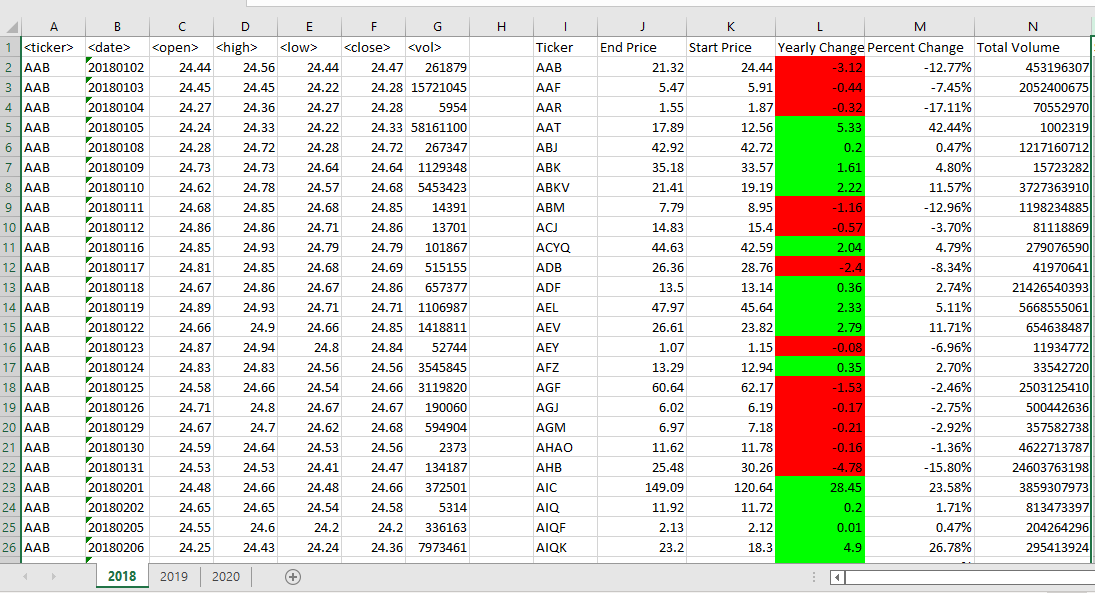 A B C D E F G H I J K L M N
1 <ticker> <date> <open> <high> <low> <close> <vol> Ticker End Price Start Price Yearly Change Percent Change Total Volume
2 AAB 20180102 24.44 24.56 24.44 24.47 261879 AAB 21.32 24.44 -3.12 -12.77% 453196307
3 AAB 20180103 24.45 24.45 24.22 24.28 15721045 AAF 5.47 5.91 -0.44 -7.45% 2052400675
4 AAB 20180104 24.27 24.36 24.27 24.28 5954 AAR 1.55 1.87 -0.32 -17.11% 70552970
5 AAB 20180105 24.24 24.33 24.22 24.33 58161100 AAT 17.89 12.56 5.33 42.44% 1002319
6 AAB 20180108 24.28 24.72 24.28 24.72 267347 ABJ 42.92 42.72 0.2 0.47% 1217160712
7 AAB 20180109 24.73 24.73 24.64 24.64 1129348 ABK 35.18 33.57 1.61 4.80% 15723282
8 AAB 20180110 24.62 24.78 24.57 24.68 5453423 ABKV 21.41 19.19 2.22 11.57% 3727363910
9 AAB 20180111 24.68 24.85 24.68 24.85 14391 ABM 7.79 8.95 -1.16 -12.96% 1198234885
10 AAB 20180112 24.86 24.86 24.71 24.86 13701 ACJ 14.83 15.4 -0.57 -3.70% 81118869
11 AAB 20180116 24.85 24.93 24.79 24.79 101867 ACYQ 44.63 42.59 2.04 4.79% 279076590
12 AAB 20180117 24.81 24.85 24.68 24.69 515155 ADB 26.36 28.76 -2.4 -8.34% 41970641
13 AAB 20180118 24.67 24.86 24.67 24.86 657377 ADF 13.5 13.14 0.36 2.74% 21426540393
14 AAB 20180119 24.89 24.93 24.71 24.71 1106987 AEL 47.97 45.64 2.33 5.11% 5668555061
15 AAB 20180122 24.66 24.9 24.66 24.85 1418811 AEV 26.61 23.82 2.79 11.71% 654638487
16 AAB 20180123 24.87 24.94 24.8 24.84 52744 AEY 1.07 1.15 -0.08 -6.96% 11934772
17 AAB 20180124 24.83 24.83 24.56 24.56 3545845 AFZ 13.29 12.94 0.35 2.70% 33542720
18 AAB 20180125 24.58 24.66 24.54 24.66 3119820 AGF 60.64 62.17 -1.53 -2.46% 2503125410
19 AAB 20180126 24.71 24.8 24.67 24.67 190060 AGJ 6.02 6.19 -0.17 -2.75% 500442636
20 AAB 20180129 24.67 24.7 24.62 24.68 594904 AGM 6.97 7.18 -0.21 -2.92% 357582738
21 AAB 20180130 24.59 24.64 24.53 24.56 2373 AHAO 11.62 11.78 -0.16 -1.36% 4622713787
22 AAB 20180131 24.53 24.53 24.41 24.47 134187 AHB 25.48 30.26 -4.78 -15.80% 24603763198
23 AAB 20180201 24.48 24.66 24.48 24.66 372501 AIC 149.09 120.64 28.45 23.58% 3859307973
24 AAB 20180202 24.65 24.65 24.54 24.58 5314 AIQ 11.92 11.72 0.2 1.71% 813473397
25 AAB 20180205 24.55 24.6 24.2 24.2 336163 AIQF 2.13 2.12 0.01 0.47% 204264296
26 AAB 20180206 24.25 24.43 24.24 24.36 7973461 AIQK 23.2 18.3 4.9 26.78% 295413924
2018 2019 2020